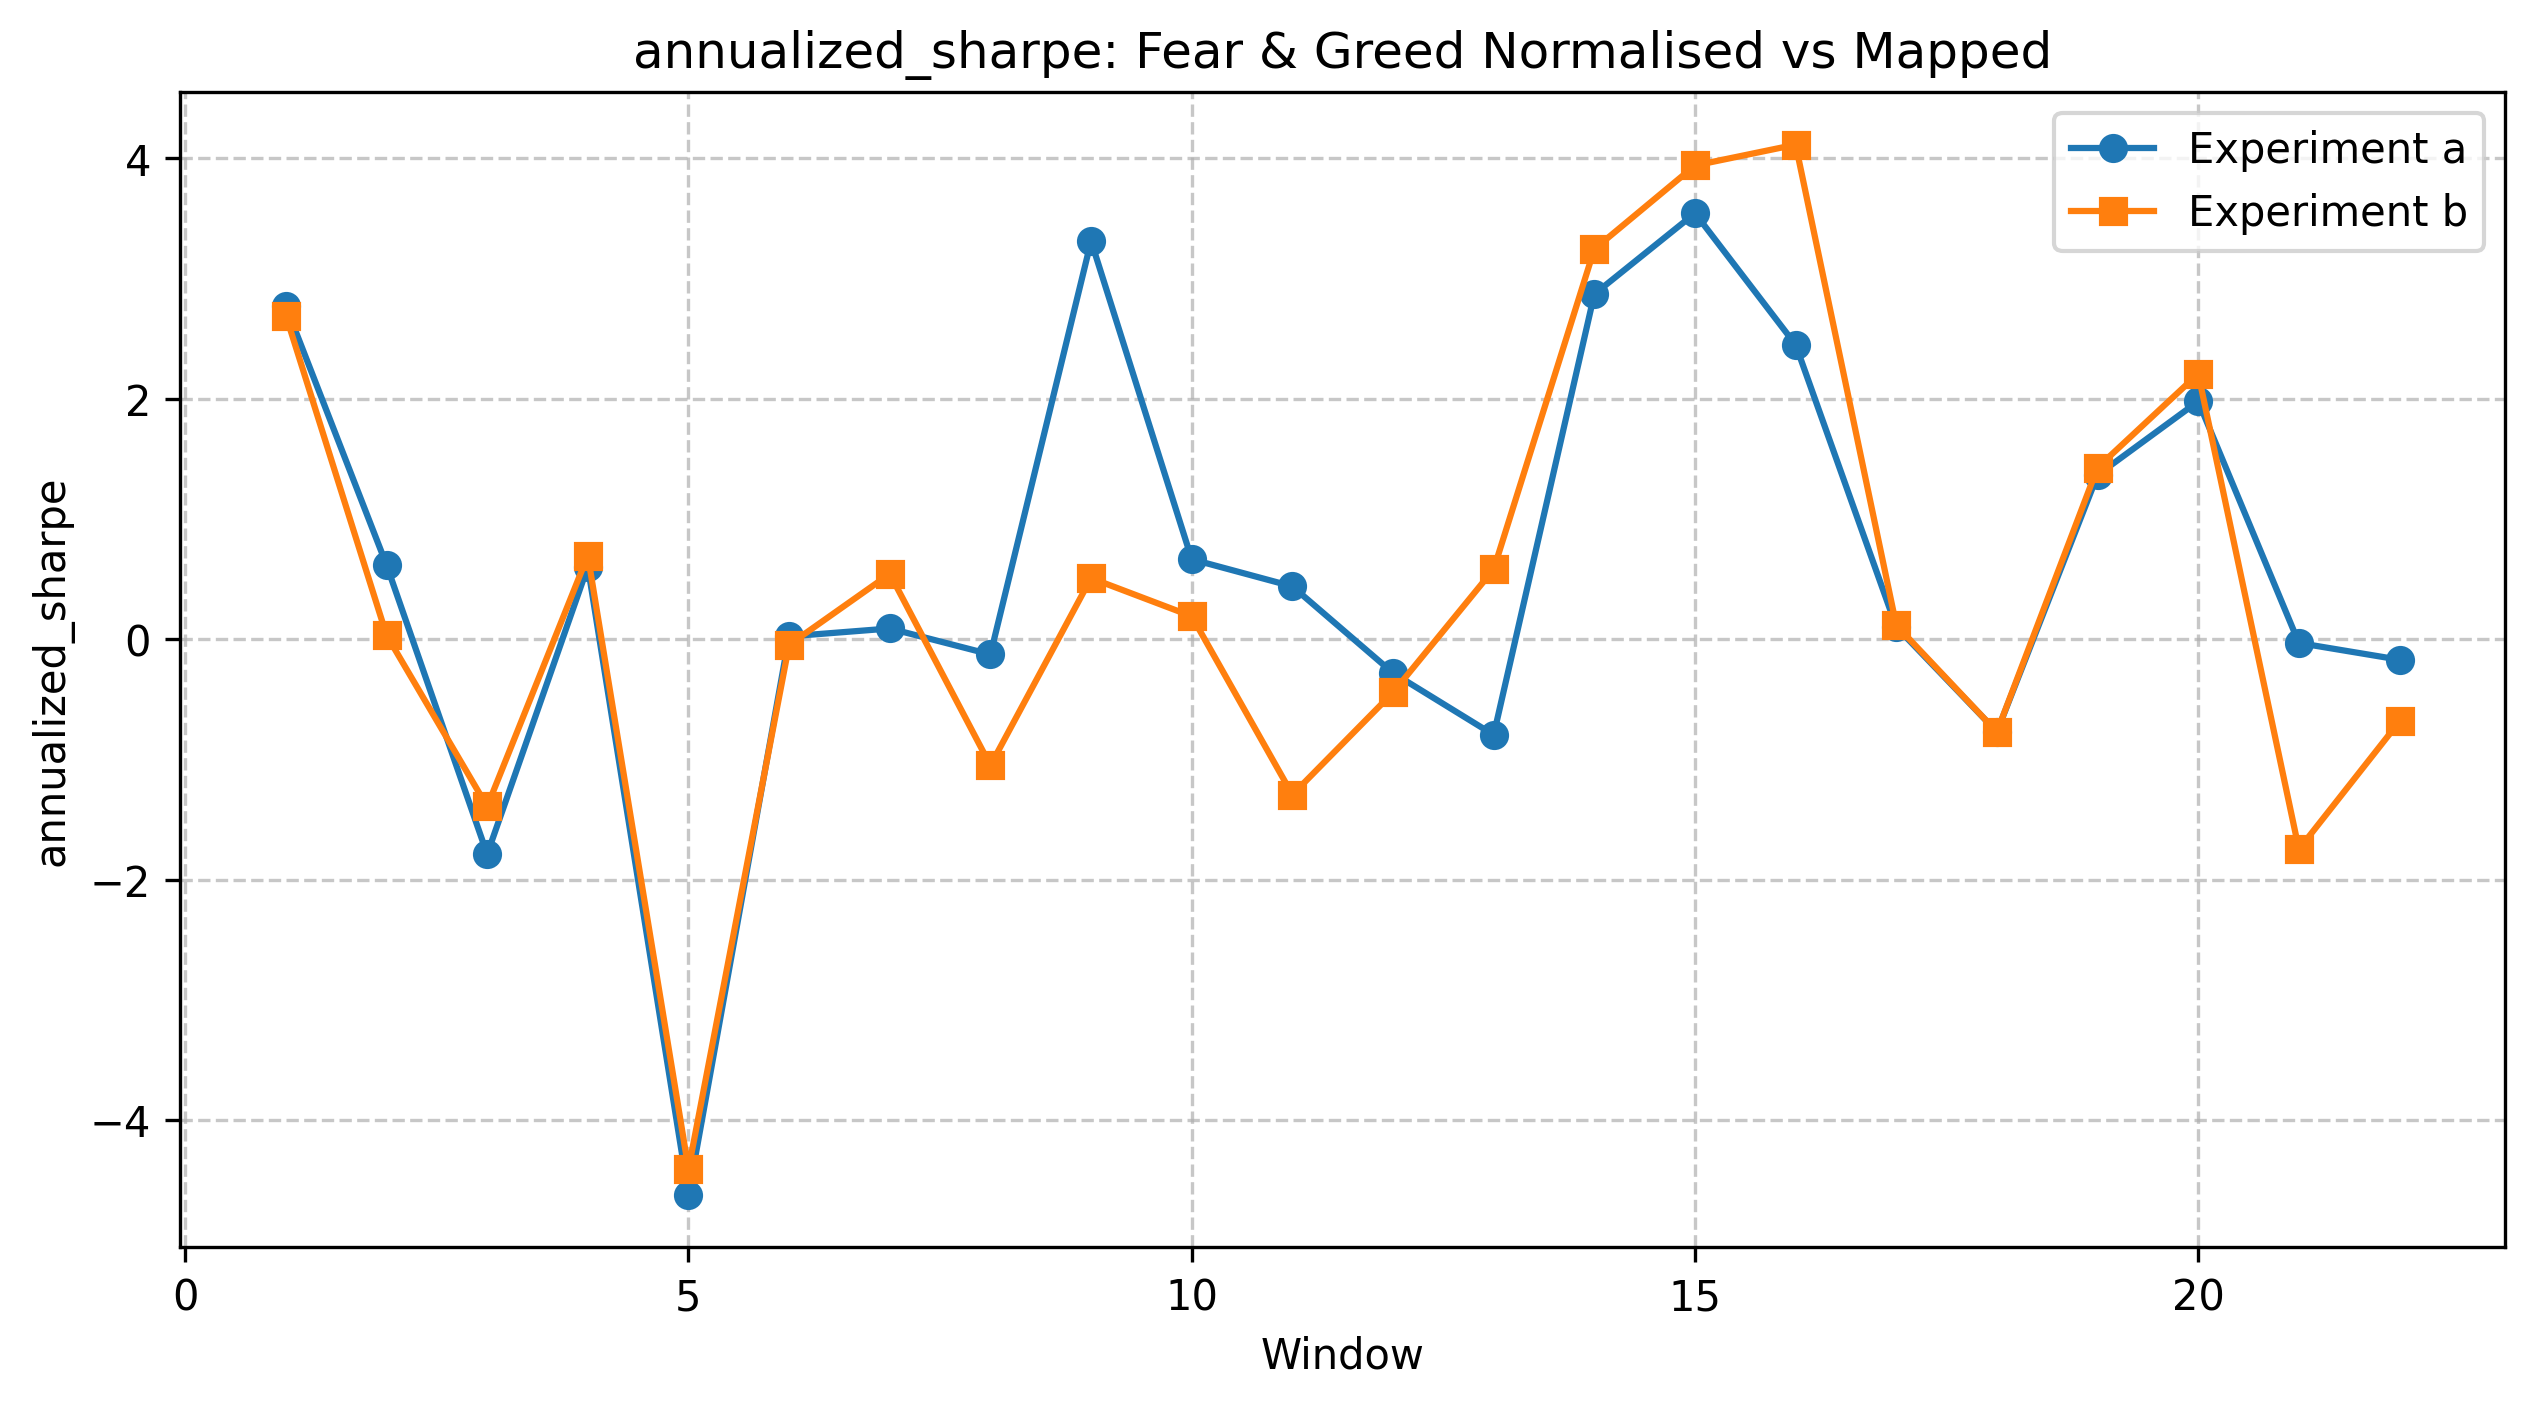 annualized_sharpe: Fear & Greed Normalised vs Mapped
Experiment a
Experiment b
annualized_sharpe
4
2
0
−2
−4
0
5
10
15
20
Window